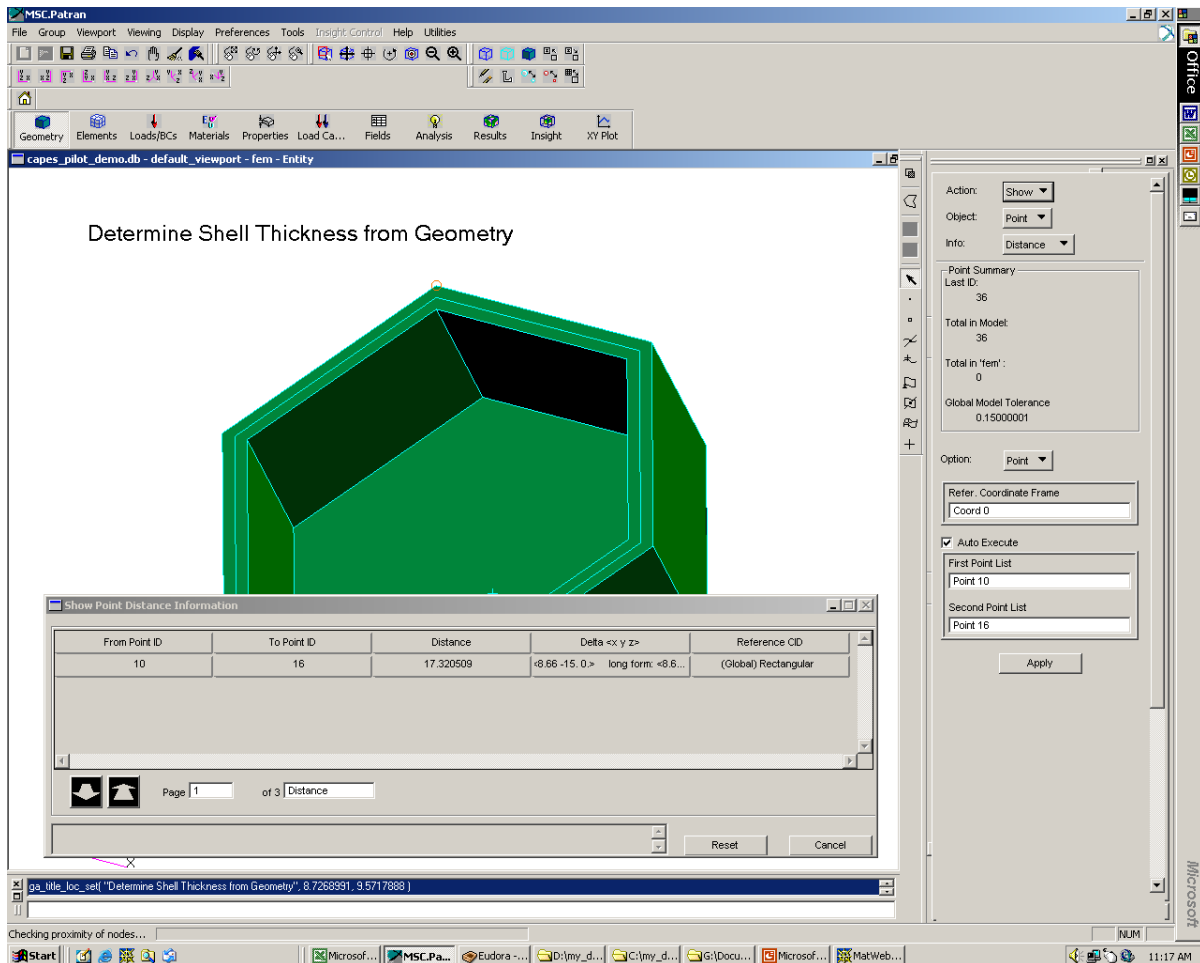 MSC.Patran
File Group Viewport Viewing Display Preferences Tools Insight Control Help Utilities
Geometry Elements Loads/BCs Materials Properties Load Ca... Fields Analysis Results Insight XY Plot
capes_pilot_demo.db - default_viewport - fem - Entity
Determine Shell Thickness from Geometry
Action: Show
Object: Point
Info: Distance
Point Summary
Last ID:
36
Total in Model:
36
Total in 'fem' :
0
Global Model Tolerance
0.15000001
Option: Point
Refer. Coordinate Frame
Coord 0
Auto Execute
First Point List
Point 10
Second Point List
Point 16
Apply
Show Point Distance Information
From Point ID To Point ID Distance Delta <x y z> Reference CID
10 16 17.320509 <8.66 -15. 0.> long form: <8.6... (Global) Rectangular
Page 1 of 3 Distance
Reset Cancel
X
ga_title_loc_set( "Determine Shell Thickness from Geometry", 8.7268991, 9.5717888 )
Checking proximity of nodes...
NUM
Start Microsof... MSC.Pa... Eudora -... D:\my_d... C:\my_d... G:\Docu... Microsof... MatWeb... 11:17 AM
Office
Microsoft